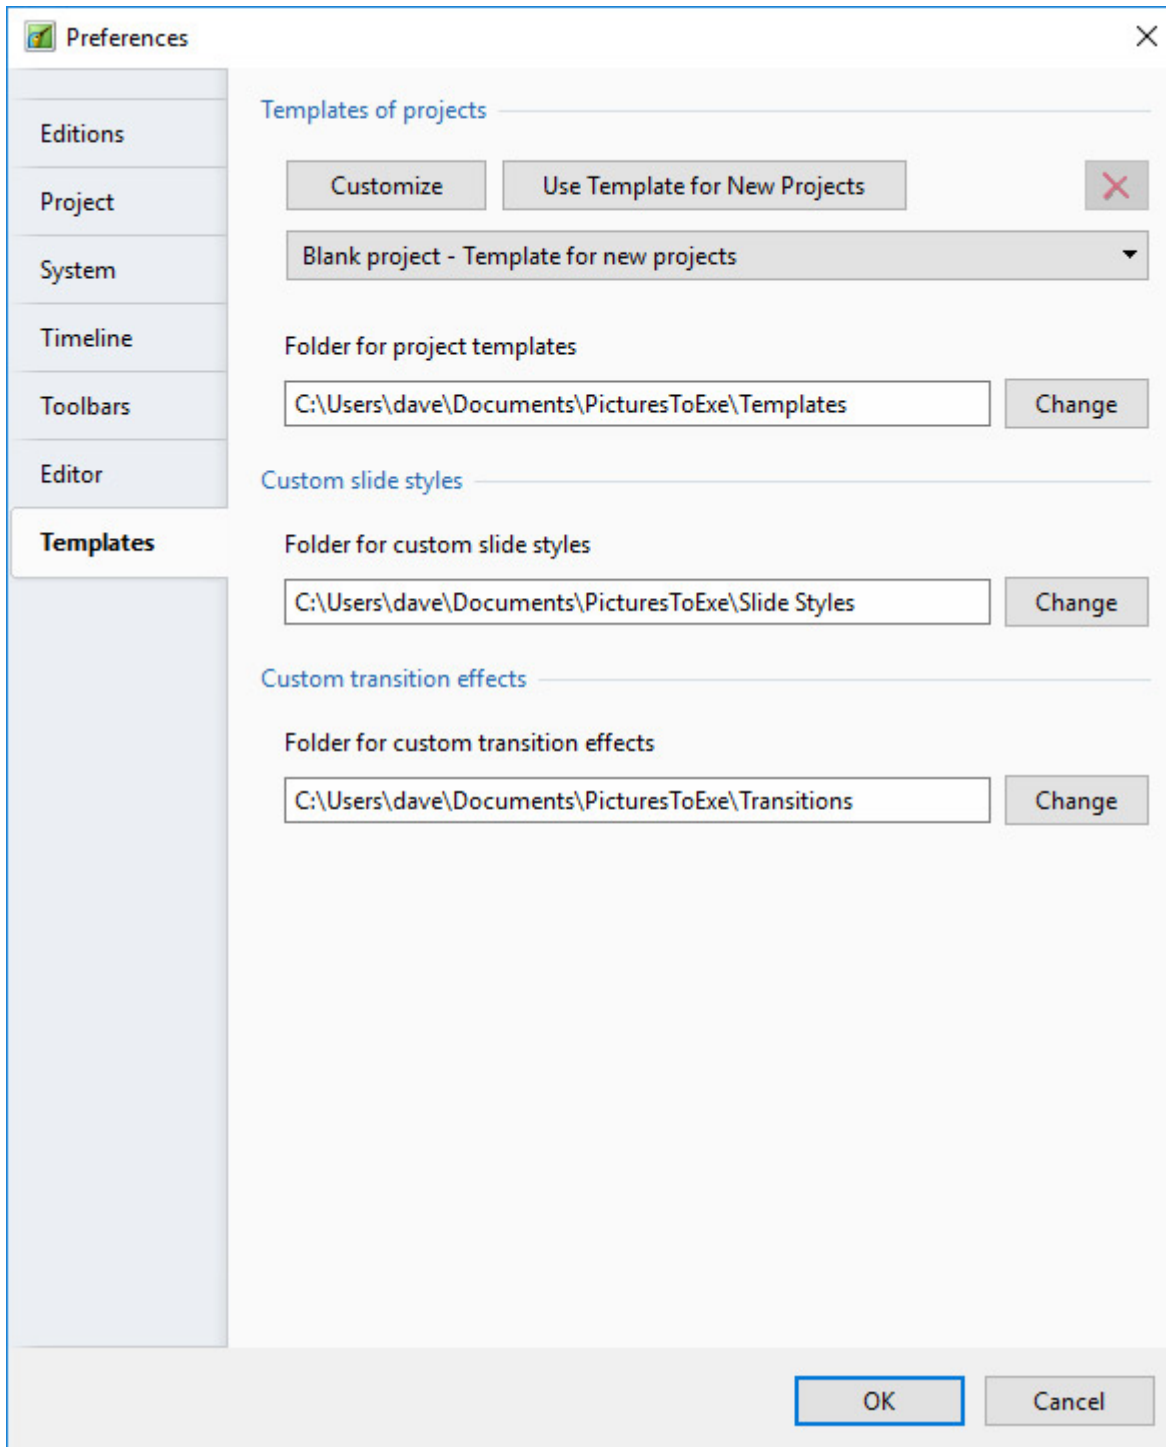 Preferences
Editions
Project
System
Timeline
Toolbars
Editor
Templates
Templates of projects
Customize
Use Template for New Projects
Blank project - Template for new projects
Folder for project templates
C:\Users\dave\Documents\PicturesToExe\Templates
Change
Custom slide styles
Folder for custom slide styles
C:\Users\dave\Documents\PicturesToExe\Slide Styles
Change
Custom transition effects
Folder for custom transition effects
C:\Users\dave\Documents\PicturesToExe\Transitions
Change
OK
Cancel